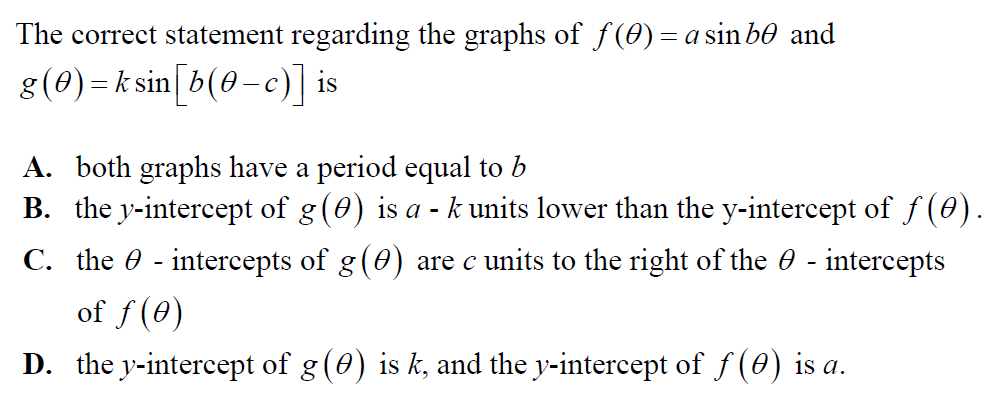 The correct statement regarding the graphs of f(θ) = a sin bθ and
g(θ) = k sin[b(θ − c)] is
A. both graphs have a period equal to b
B. the y-intercept of g(θ) is a - k units lower than the y-intercept of f(θ).
C. the θ - intercepts of g(θ) are c units to the right of the θ - intercepts
of f(θ)
D. the y-intercept of g(θ) is k, and the y-intercept of f(θ) is a.